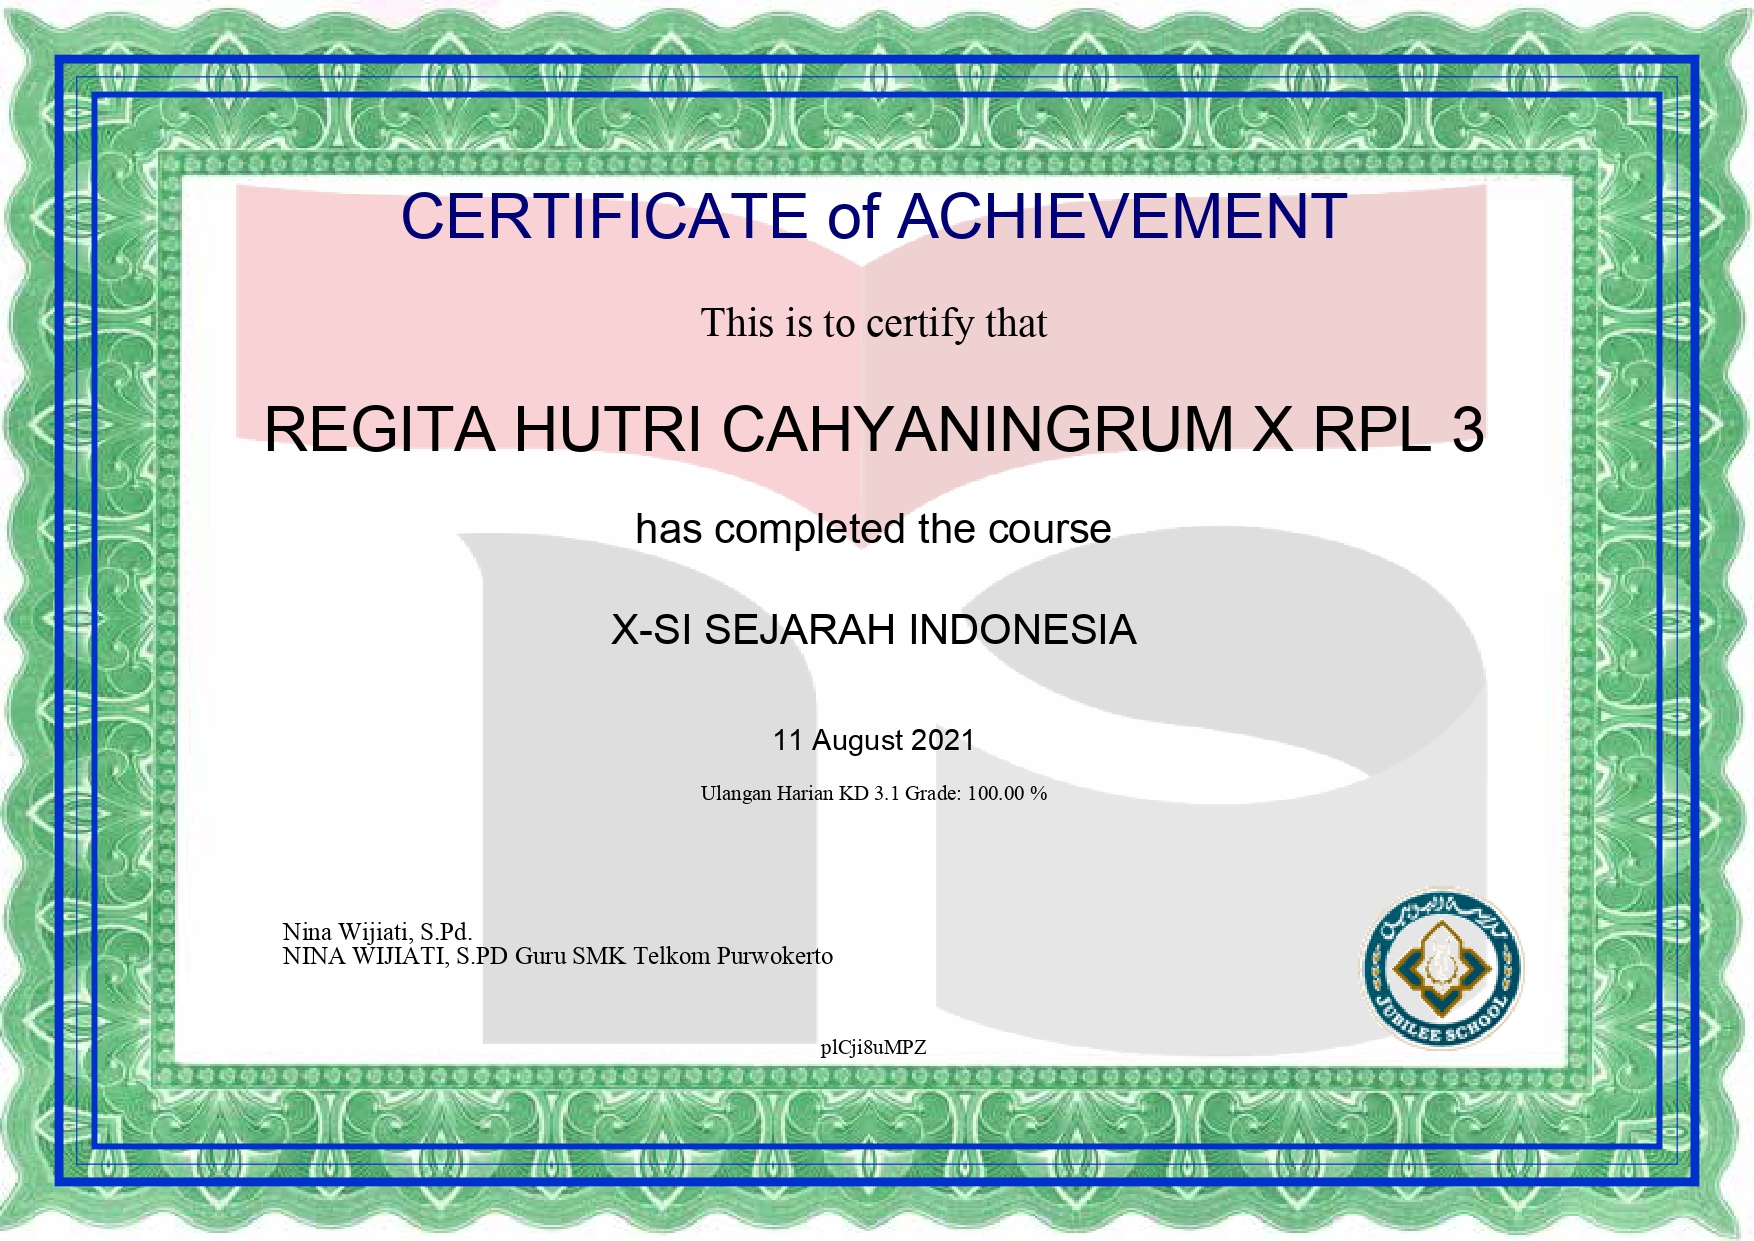 CERTIFICATE of ACHIEVEMENT
This is to certify that
REGITA HUTRI CAHYANINGRUM X RPL 3
has completed the course
X-SI SEJARAH INDONESIA
11 August 2021
Ulangan Harian KD 3.1 Grade: 100.00 %
Nina Wijiati, S.Pd.
NINA WIJIATI, S.PD Guru SMK Telkom Purwokerto
JUBILEE SCHOOL
plCji8uMPZ